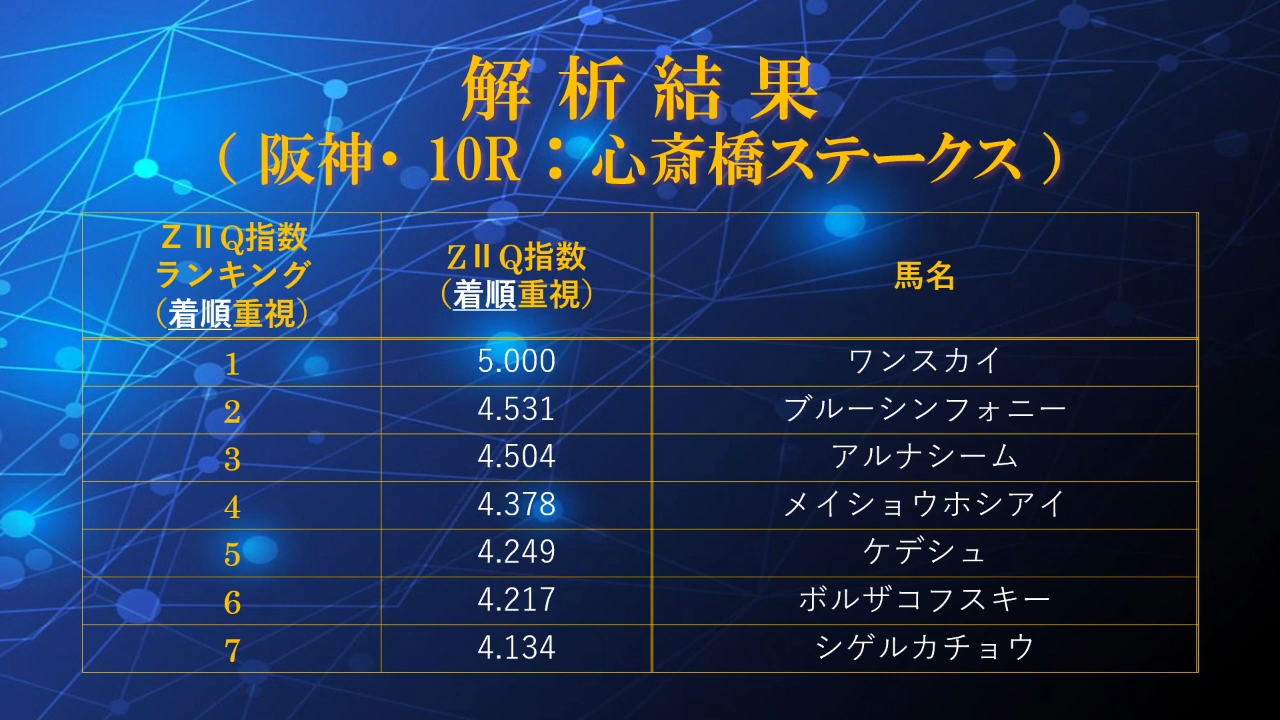 解析結果
（阪神・10R：心斎橋ステークス）
ＺⅡQ指数
ランキング
（着順重視）
ZⅡQ指数
（着順重視）
馬名
1 5.000 ワンスカイ
2 4.531 ブルーシンフォニー
3 4.504 アルナシーム
4 4.378 メイショウホシアイ
5 4.249 ケデシュ
6 4.217 ボルザコフスキー
7 4.134 シゲルカチョウ